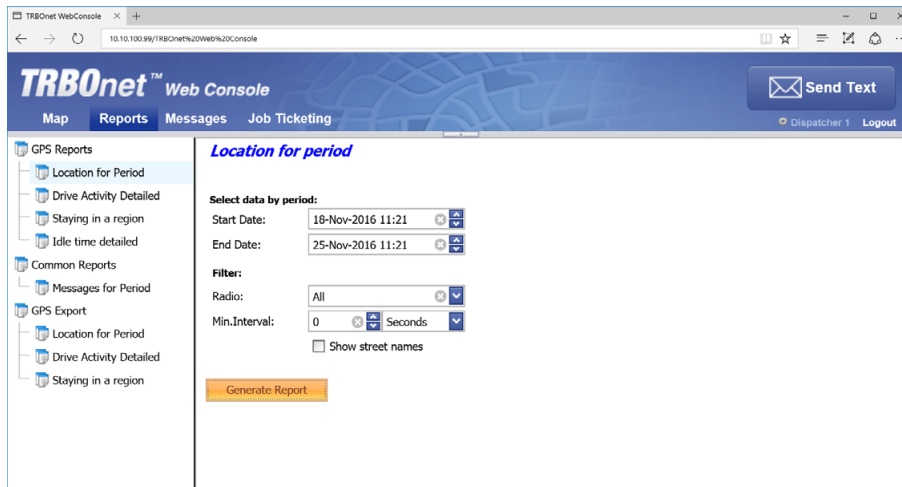 TRBOnet WebConsole
10.10.100.99/TRBOnet%20Web%20Console
TRBOnet™ Web Console
Send Text
Map Reports Messages Job Ticketing
Dispatcher 1 Logout
GPS Reports
Location for Period
Drive Activity Detailed
Staying in a region
Idle time detailed
Common Reports
Messages for Period
GPS Export
Location for Period
Drive Activity Detailed
Staying in a region
Location for period
Select data by period:
Start Date: 18-Nov-2016 11:21
End Date: 25-Nov-2016 11:21
Filter:
Radio: All
Min.Interval: 0 Seconds
Show street names
Generate Report